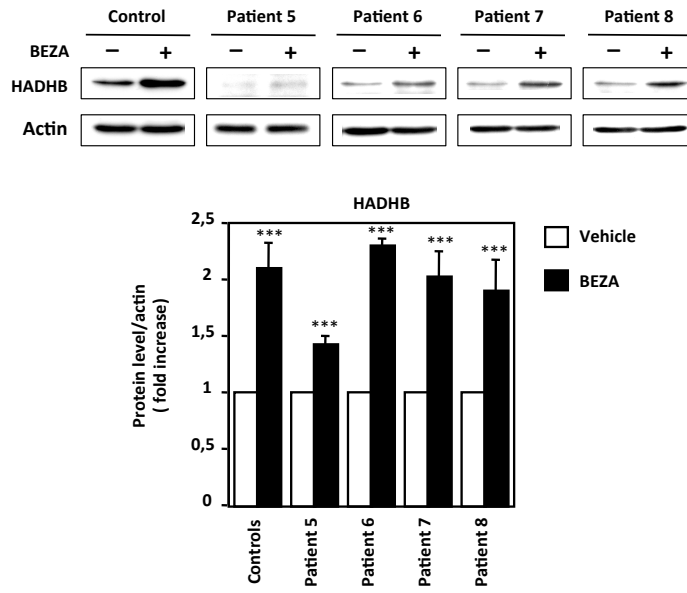 Control Patient 5 Patient 6 Patient 7 Patient 8
BEZA − + − + − + − + − +
HADHB
Actin
HADHB
Protein level/actin
( fold increase)
2,5
2
1,5
1
0,5
0
*** *** *** *** ***
Vehicle
BEZA
Controls Patient 5 Patient 6 Patient 7 Patient 8